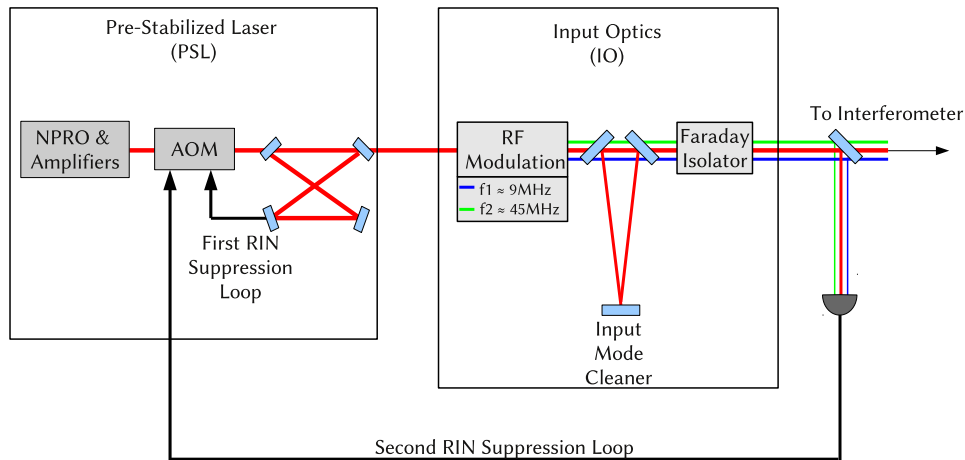 Pre-Stabilized Laser
(PSL)
NPRO &
Amplifiers
AOM
First RIN
Suppression
Loop
Input Optics
(IO)
RF
Modulation
f1 ≈ 9MHz
f2 ≈ 45MHz
Faraday
Isolator
Input
Mode
Cleaner
To Interferometer
Second RIN Suppression Loop